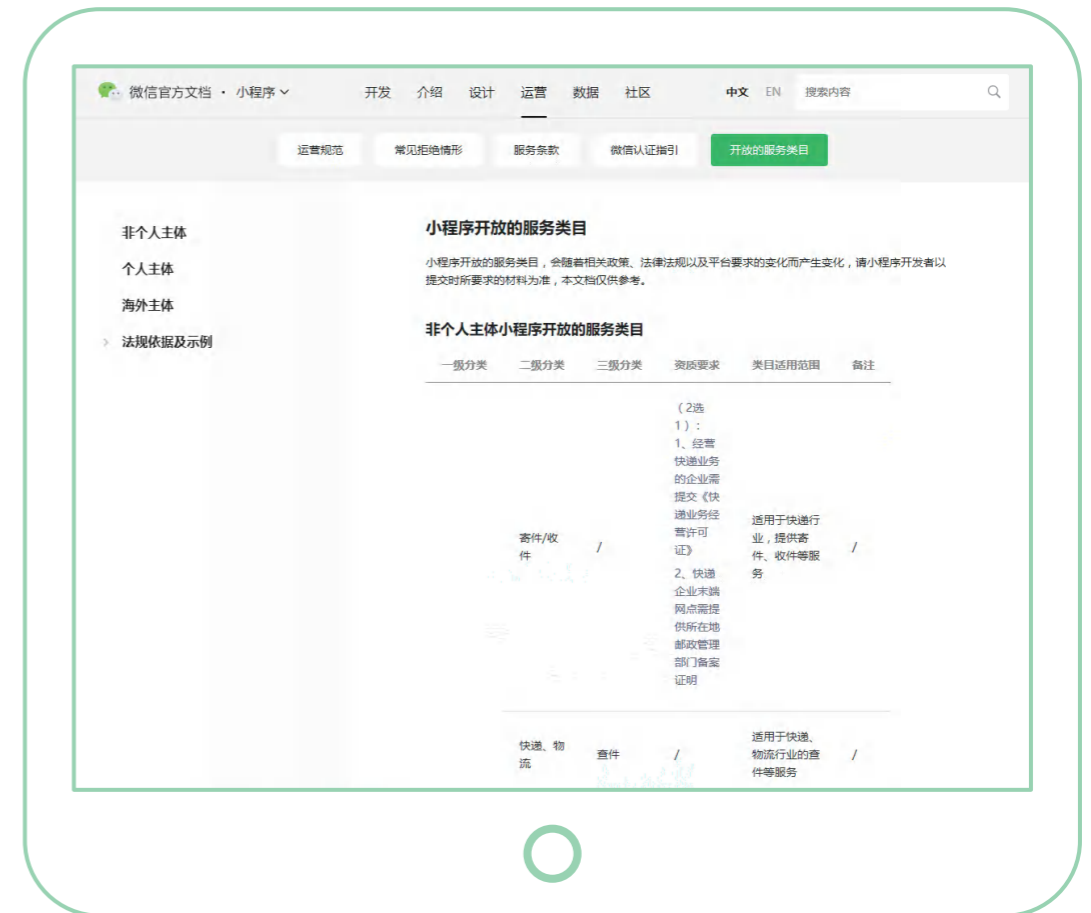 微信官方文档 · 小程序
开发 介绍 设计 运营 数据 社区
中文 EN 搜索内容
运营规范 常见拒绝情形 服务条款 微信认证指引 开放的服务类目
非个人主体
个人主体
海外主体
法规依据及示例
小程序开放的服务类目
小程序开放的服务类目，会随着相关政策、法律法规以及平台要求的变化而产生变化，请小程序开发者以
提交时所要求的材料为准，本文档仅供参考。
非个人主体小程序开放的服务类目
一级分类 二级分类 三级分类 资质要求 类目适用范围 备注
寄件/收
件
/
（2选
1）：
1、经营
快递业务
的企业需
提交《快
递业务经
营许可
证》
2、快递
企业末端
网点需提
供所在地
邮政管理
部门备案
证明
适用于快递行
业，提供寄
件、收件等服
务
/
快递、物
流
查件
/
适用于快递、
物流行业的查
件等服务
/